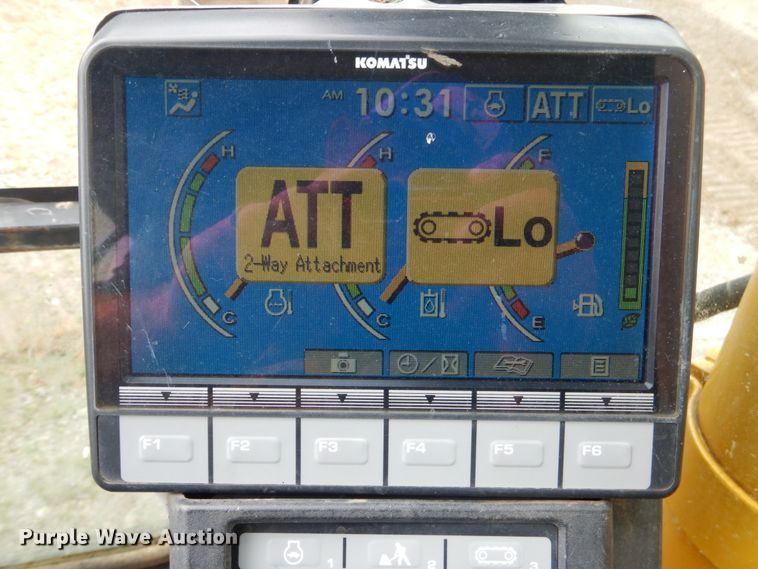 KOMATSU
AM 10:31 ATT Lo
H H F
ATT Lo
2-Way Attachment
C C E
F1 F2 F3 F4 F5 F6
Purple Wave Auction
1 2 3